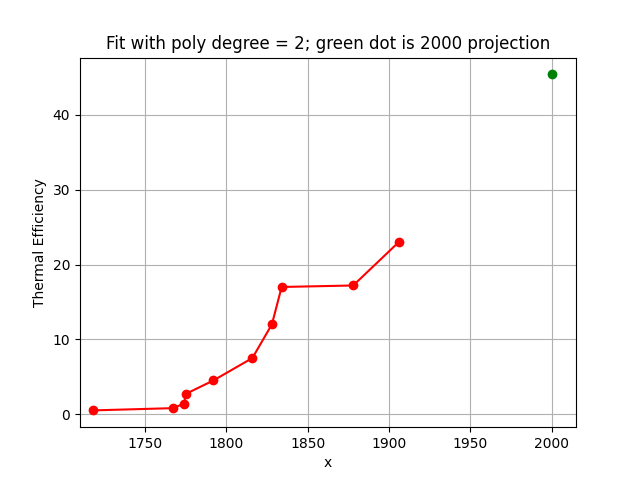 Fit with poly degree = 2; green dot is 2000 projection
Thermal Efficiency
40
30
20
10
0
1750 1800 1850 1900 1950 2000
x